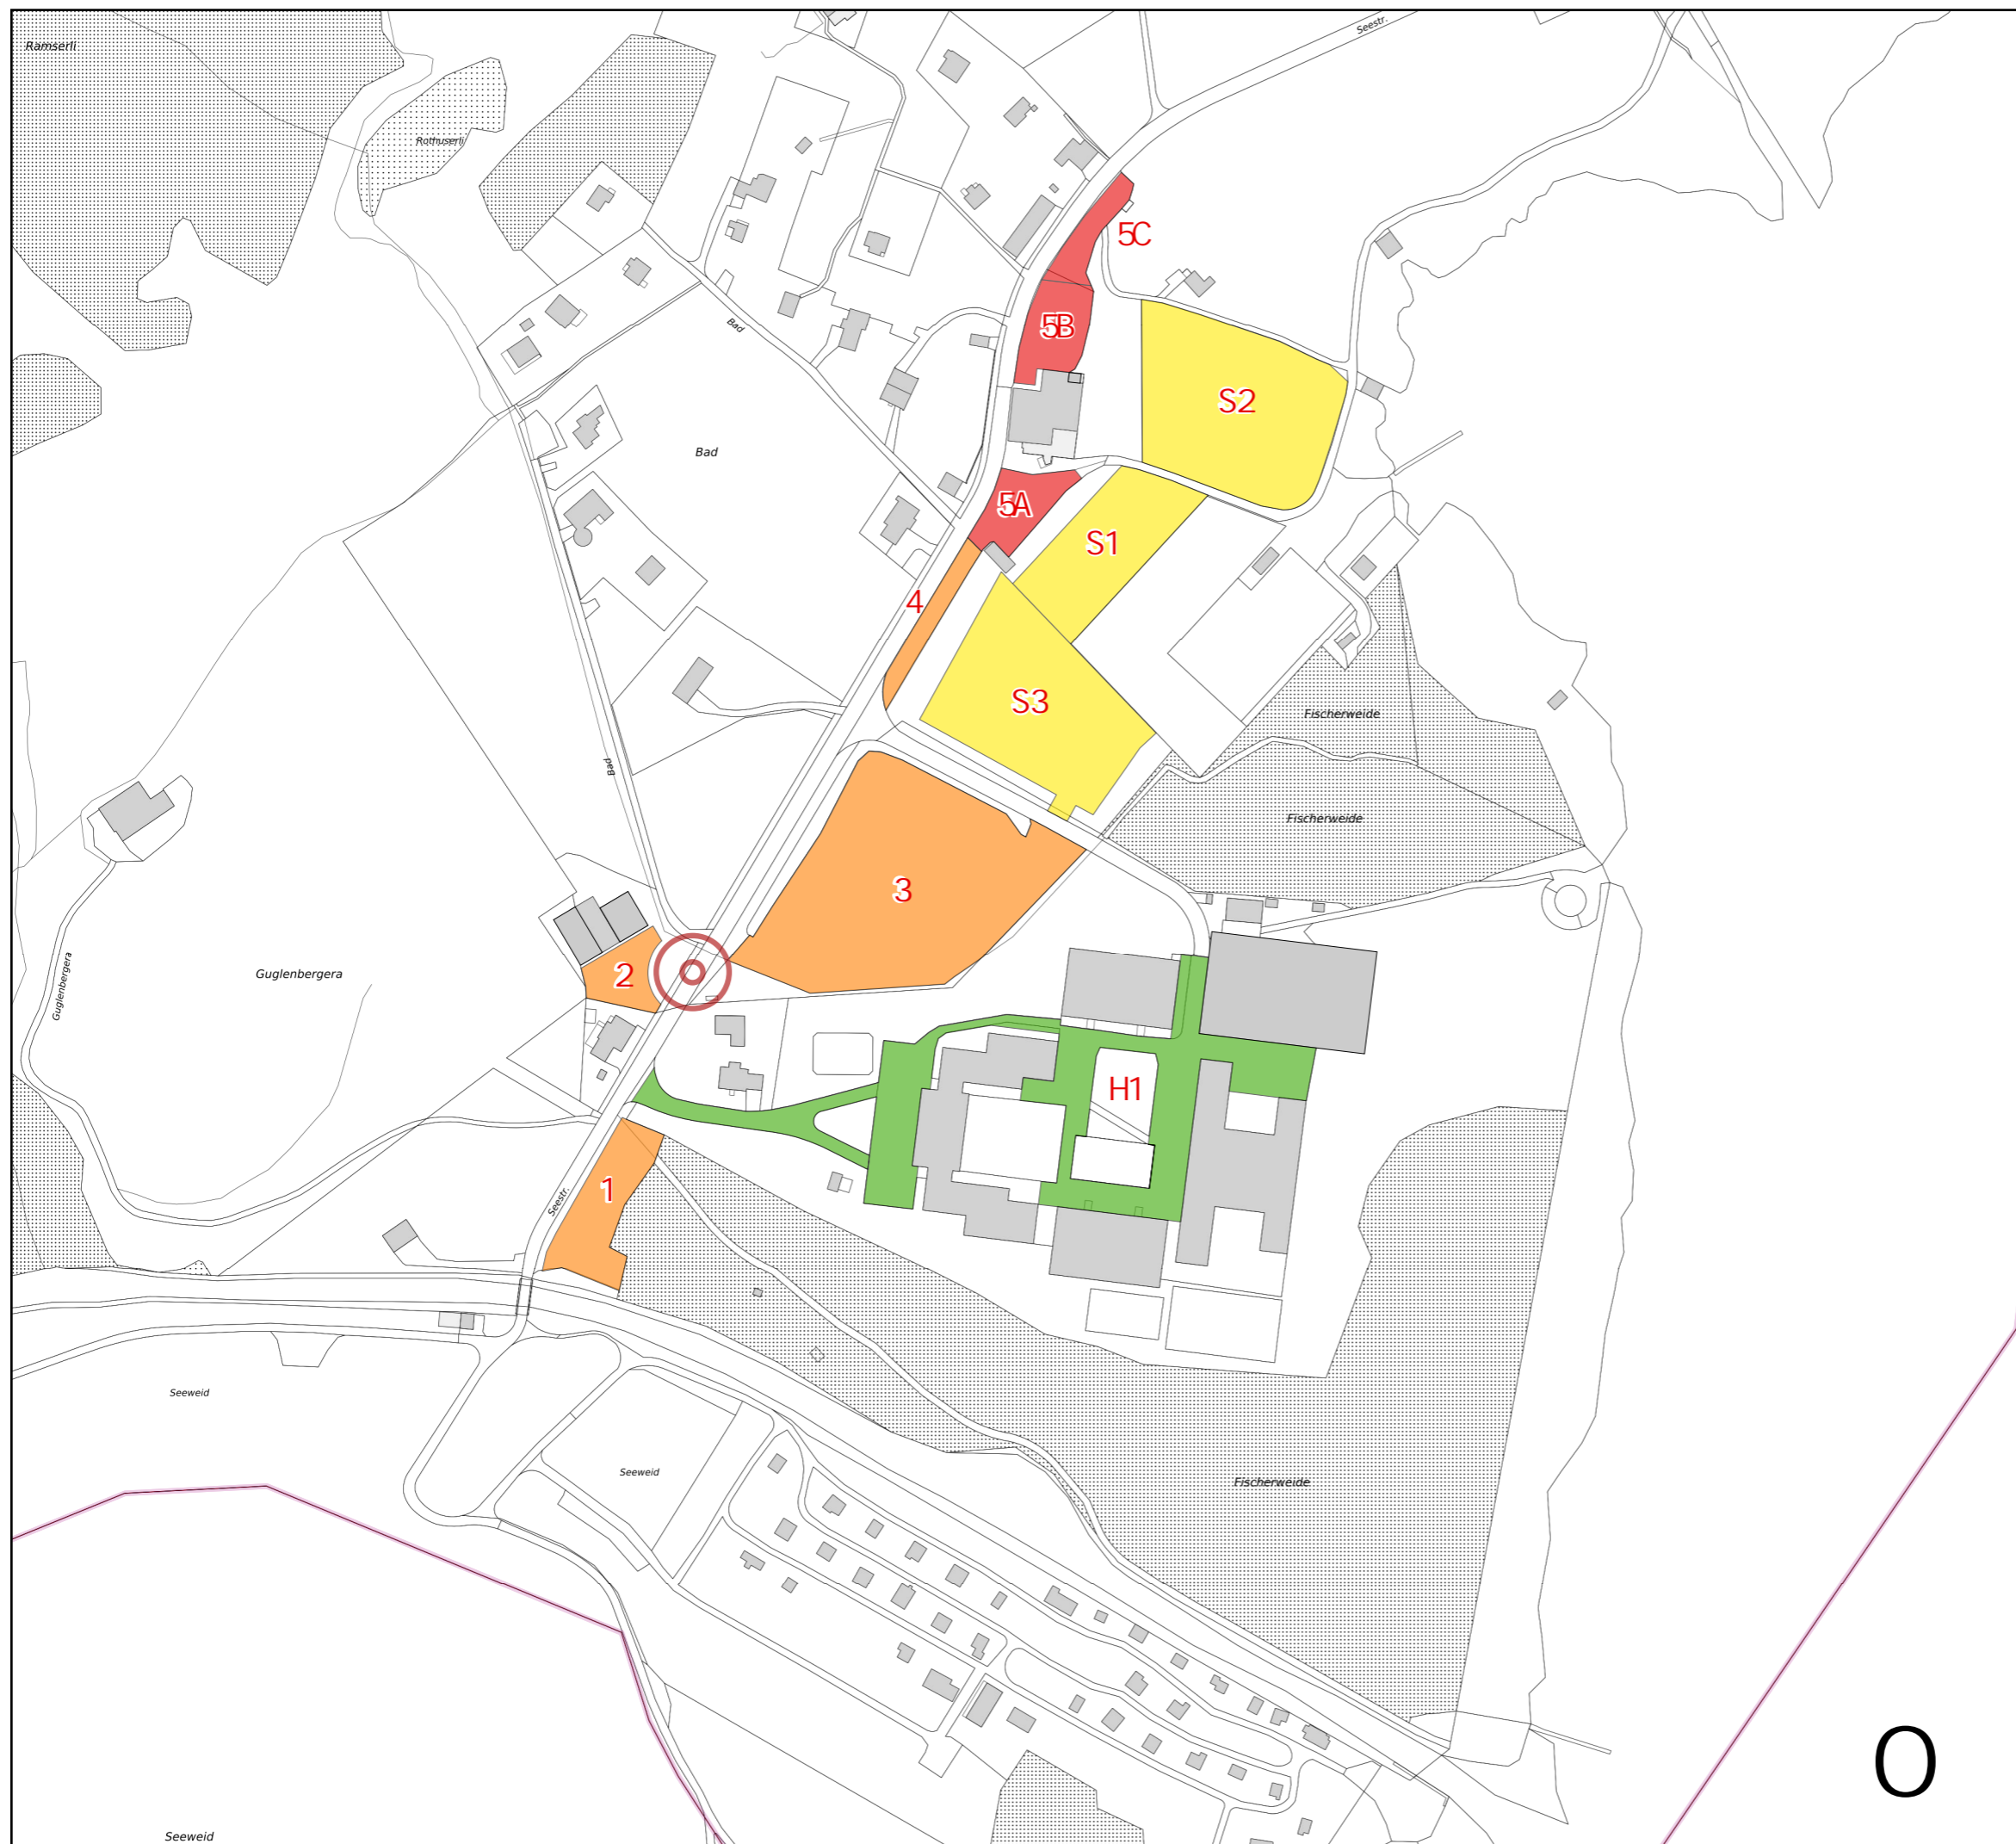 Seestr.
Ramserli
Rothuserli
5C
Bad
5B
S2
Bad
5A
S1
4
S3
Fischerweide
Bad
Fischerweide
3
Guglenbergera
2
Guglenbergera
H1
1
Seestr.
Seeweid
Seeweid
Fischerweide
O
Seeweid